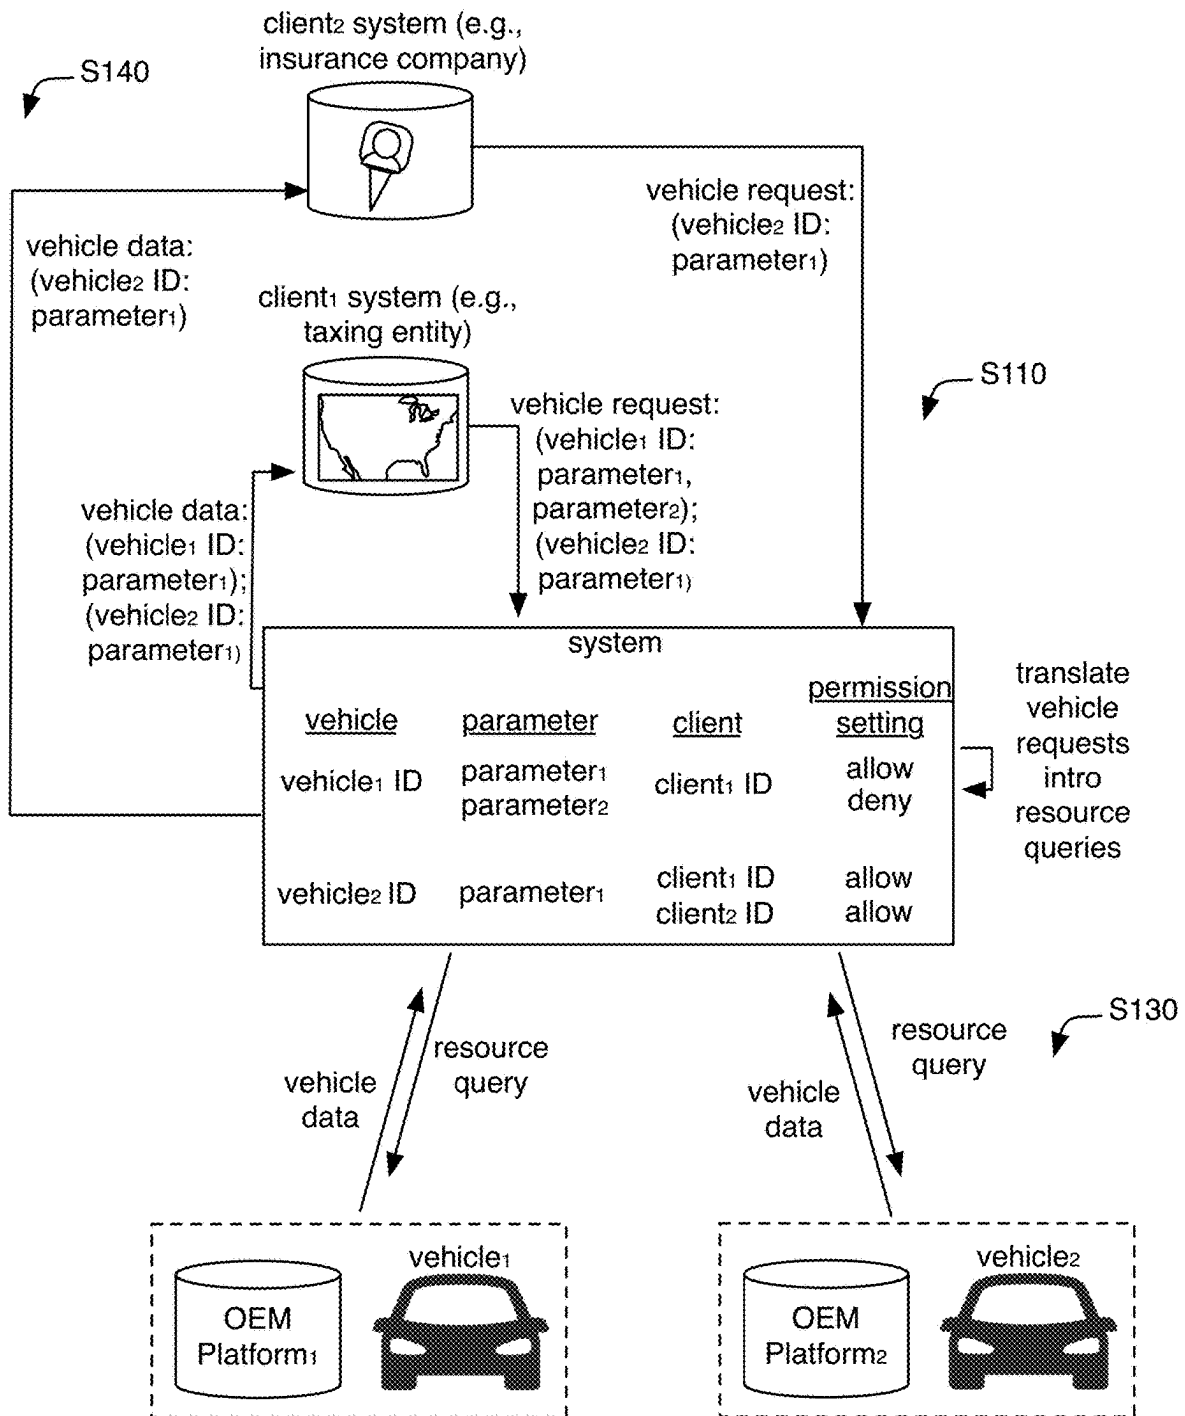 client₂ system (e.g.,
insurance company)
S140
vehicle request:
(vehicle₂ ID:
parameter₁)
vehicle data:
(vehicle₂ ID:
parameter₁)
client₁ system (e.g.,
taxing entity)
S110
vehicle request:
(vehicle₁ ID:
parameter₁,
parameter₂);
(vehicle₂ ID:
parameter₁)
vehicle data:
(vehicle₁ ID:
parameter₁);
(vehicle₂ ID:
parameter₁)
system
vehicle parameter client permission
setting
vehicle₁ ID parameter₁ client₁ ID allow
parameter₂ deny
vehicle₂ ID parameter₁ client₁ ID allow
client₂ ID allow
translate
vehicle
requests
intro
resource
queries
S130
vehicle
data
resource
query
vehicle
data
resource
query
vehicle₁
OEM
Platform₁
vehicle₂
OEM
Platform₂